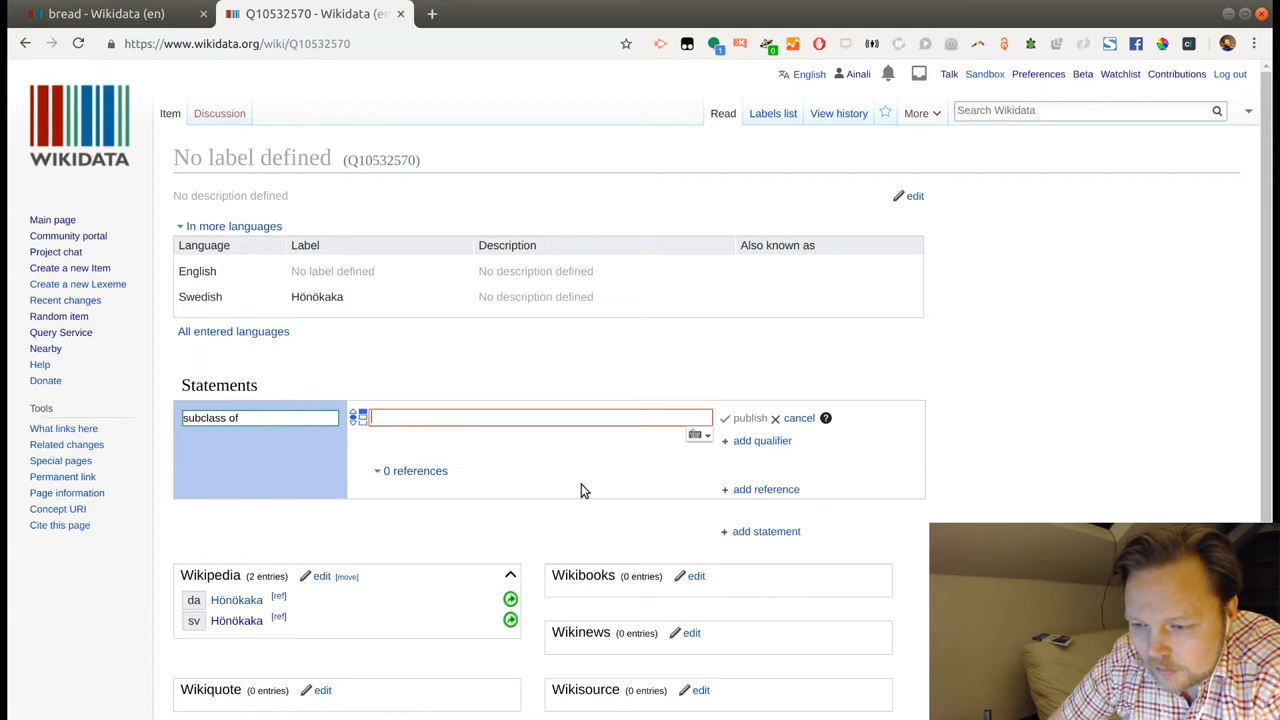 bread - Wikidata (en)
Q10532570 - Wikidata (en
https://www.wikidata.org/wiki/Q10532570
1
0
English Ainali Talk Sandbox Preferences Beta Watchlist Contributions Log out
WIKIDATA
Item Discussion Read Labels list View history More Search Wikidata
No label defined (Q10532570)
No description defined edit
In more languages
Language Label Description Also known as
English No label defined No description defined
Swedish Hönökaka No description defined
All entered languages
Main page
Community portal
Project chat
Create a new Item
Create a new Lexeme
Recent changes
Random item
Query Service
Nearby
Help
Donate
Tools
What links here
Related changes
Special pages
Permanent link
Page information
Concept URI
Cite this page
Statements
subclass of publish cancel ?
+ add qualifier
0 references
+ add reference
+ add statement
Wikipedia (2 entries) edit [move]
da Hönökaka [ref]
sv Hönökaka [ref]
Wikibooks (0 entries) edit
Wikinews (0 entries) edit
Wikiquote (0 entries) edit
Wikisource (0 entries) edit